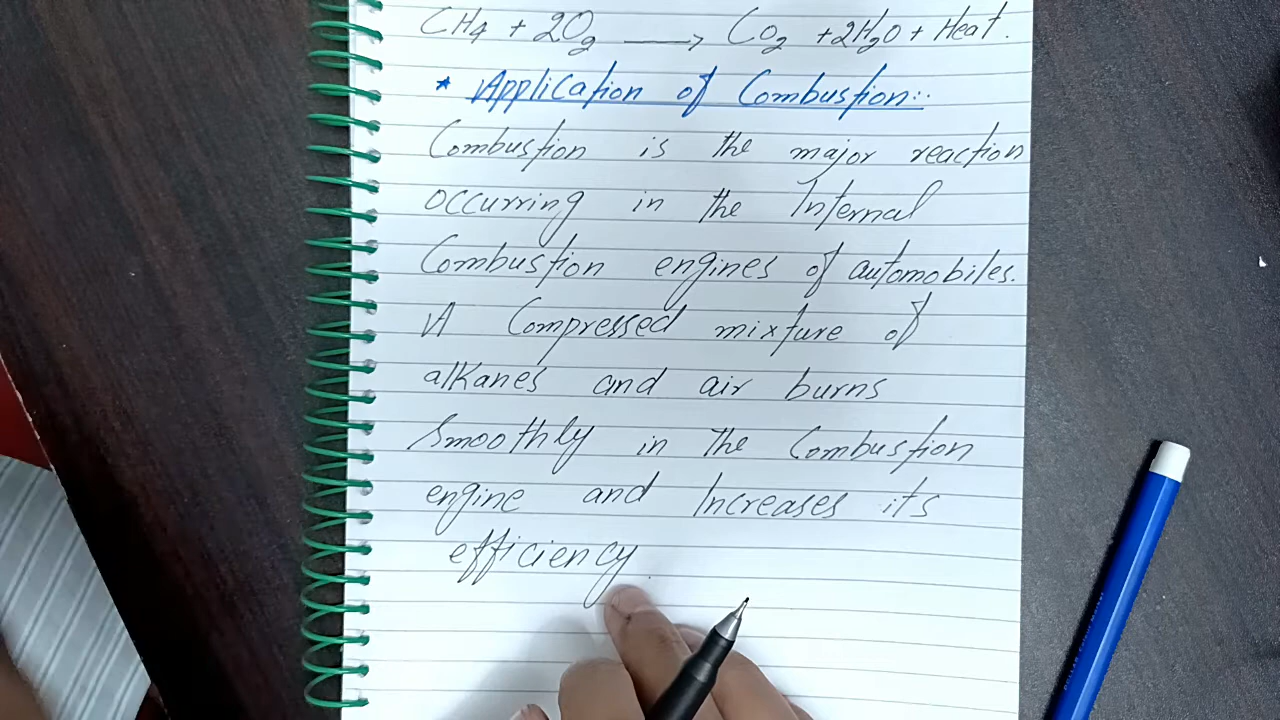 CH4 + 2O2 → CO2 + 2H2O + Heat.
* Application of Combustion:-
Combustion is the major reaction
occurring in the Internal
Combustion engines of automobiles.
A Compressed mixture of
alkanes and air burns
Smoothly in the Combustion
engine and Increases its
efficiency.